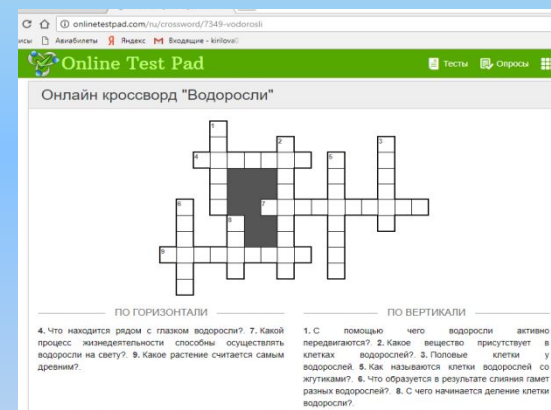 onlinetestpad.com/ru/crossword/7349-vodorosli
Авиабилеты Яндекс Входящие - kirilova
Online Test Pad
Тесты Опросы
Онлайн кроссворд "Водоросли"
1
2
3
4
5
6
7
8
9
ПО ГОРИЗОНТАЛИ
4. Что находится рядом с глазком водоросли?. 7. Какой
процесс жизнедеятельности способны осуществлять
водоросли на свету?. 9. Какое растение считается самым
древним?.
ПО ВЕРТИКАЛИ
1. С помощью чего водоросли активно
передвигаются?. 2. Какое вещество присутствует в
клетках водорослей?. 3. Половые клетки у
водорослей. 5. Как называются клетки водорослей со
жгутиками?. 6. Что образуется в результате слияния гамет
разных водорослей?. 8. С чего начинается деление клетки
водоросли?.